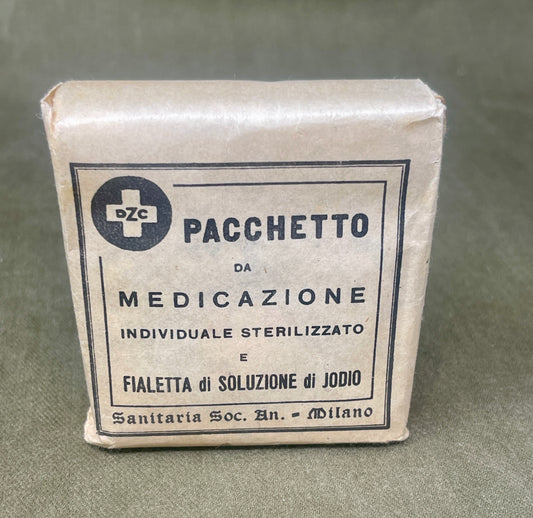 DZC
PACCHETTO
DA
MEDICAZIONE
INDIVIDUALE STERILIZZATO
E
FIALETTA di SOLUZIONE di JODIO
Sanitaria Soc. An. - Milano